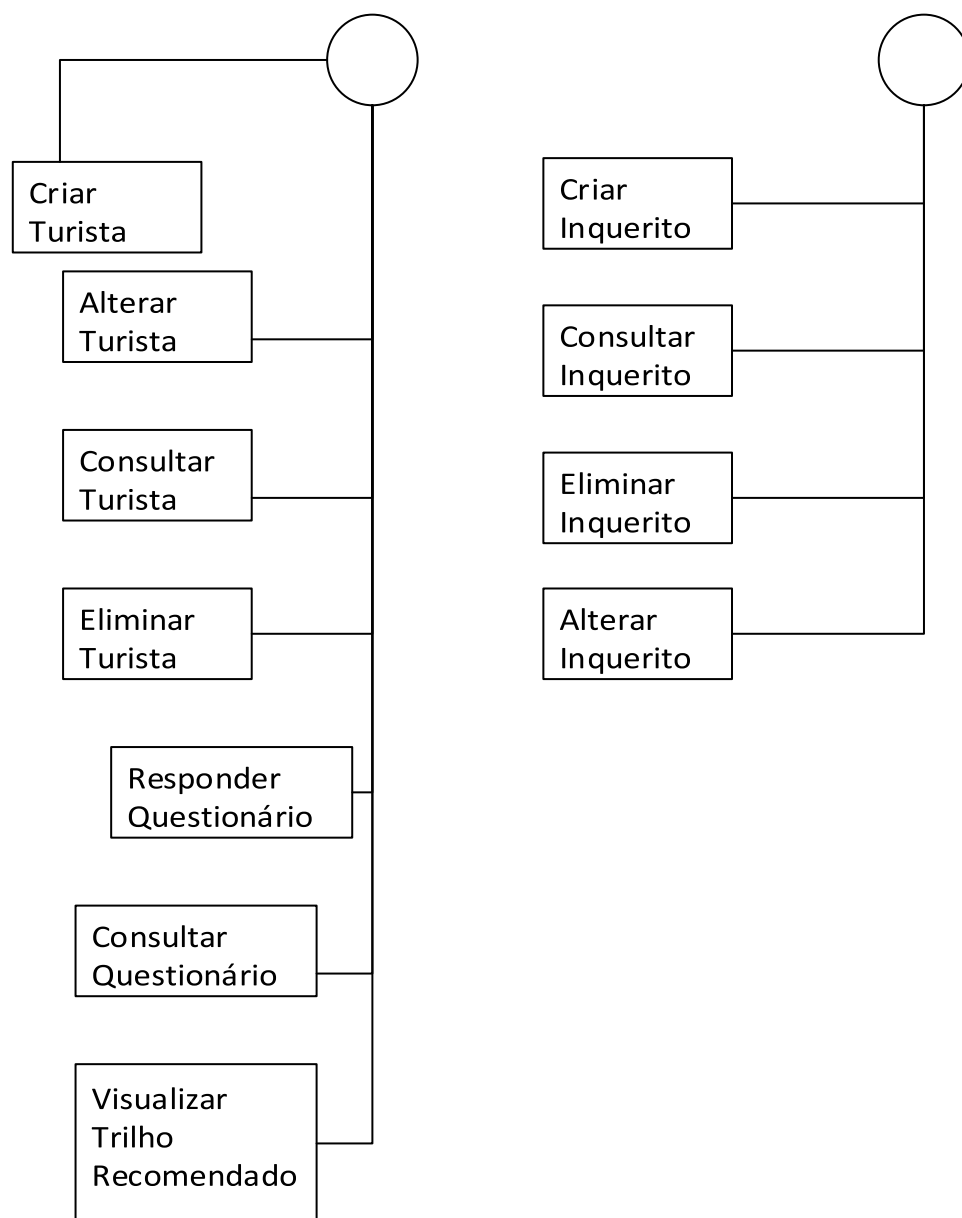 Criar
Turista
Alterar
Turista
Consultar
Turista
Eliminar
Turista
Responder
Questionário
Consultar
Questionário
Visualizar
Trilho
Recomendado
Criar
Inquerito
Consultar
Inquerito
Eliminar
Inquerito
Alterar
Inquerito